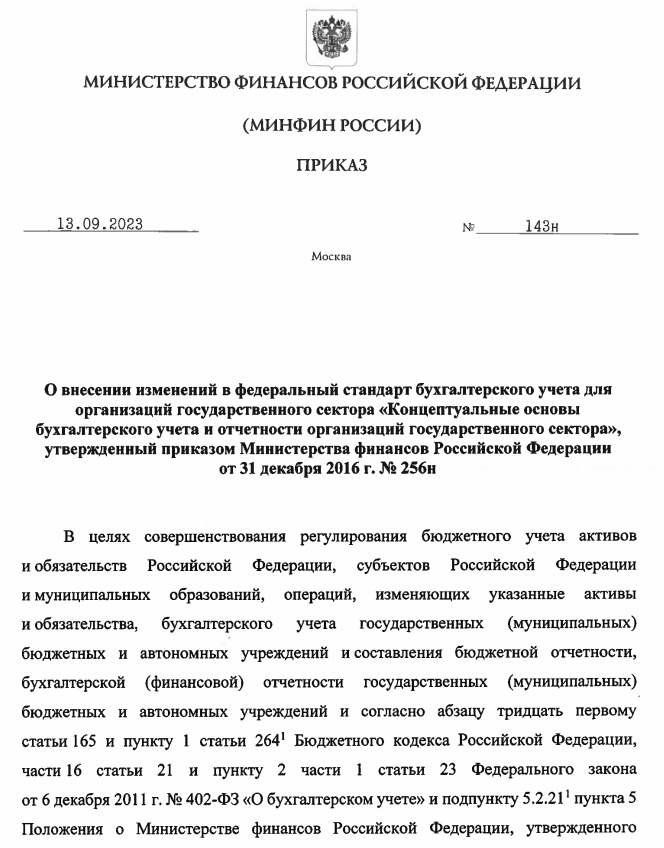 МИНИСТЕРСТВО ФИНАНСОВ РОССИЙСКОЙ ФЕДЕРАЦИИ
(МИНФИН РОССИИ)
ПРИКАЗ
13.09.2023
№ 143н
Москва
О внесении изменений в федеральный стандарт бухгалтерского учета для
организаций государственного сектора «Концептуальные основы
бухгалтерского учета и отчетности организаций государственного сектора»,
утвержденный приказом Министерства финансов Российской Федерации
от 31 декабря 2016 г. № 256н
В целях совершенствования регулирования бюджетного учета активов
и обязательств Российской Федерации, субъектов Российской Федерации
и муниципальных образований, операций, изменяющих указанные активы
и обязательства, бухгалтерского учета государственных (муниципальных)
бюджетных и автономных учреждений и составления бюджетной отчетности,
бухгалтерской (финансовой) отчетности государственных (муниципальных)
бюджетных и автономных учреждений и согласно абзацу тридцать первому
статьи 165 и пункту 1 статьи 264¹ Бюджетного кодекса Российской Федерации,
части 16 статьи 21 и пункту 2 части 1 статьи 23 Федерального закона
от 6 декабря 2011 г. № 402-ФЗ «О бухгалтерском учете» и подпункту 5.2.21¹ пункта 5
Положения о Министерстве финансов Российской Федерации, утвержденного